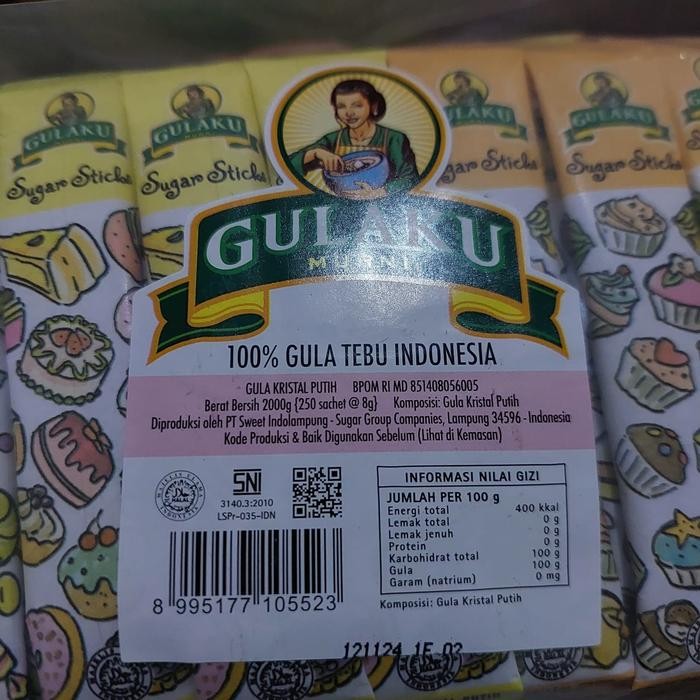 GULAKU
Sugar Sticks
GULAKU
Sugar Sticks
GULAKU
Sugar Sticks
GULAKU
Sugar Sticks
GULAKU
MURNI
100% GULA TEBU INDONESIA
GULA KRISTAL PUTIH BPOM RI MD 851408056005
Berat Bersih 2000g {250 sachet @ 8g} Komposisi: Gula Kristal Putih
Diproduksi oleh PT Sweet Indolampung - Sugar Group Companies, Lampung 34596 - Indonesia
Kode Produksi & Baik Digunakan Sebelum (Lihat di Kemasan)
MAJELIS ULAMA INDONESIA
HALAL
SNI
3140.3:2010
LSPr-035-IDN
8 995177 105523
INFORMASI NILAI GIZI
JUMLAH PER 100 g
Energi total 400 kkal
Lemak total 0 g
Lemak jenuh 0 g
Protein 0 g
Karbohidrat total 100 g
Gula 100 g
Garam (natrium) 0 mg
Komposisi: Gula Kristal Putih
121124 1E 02